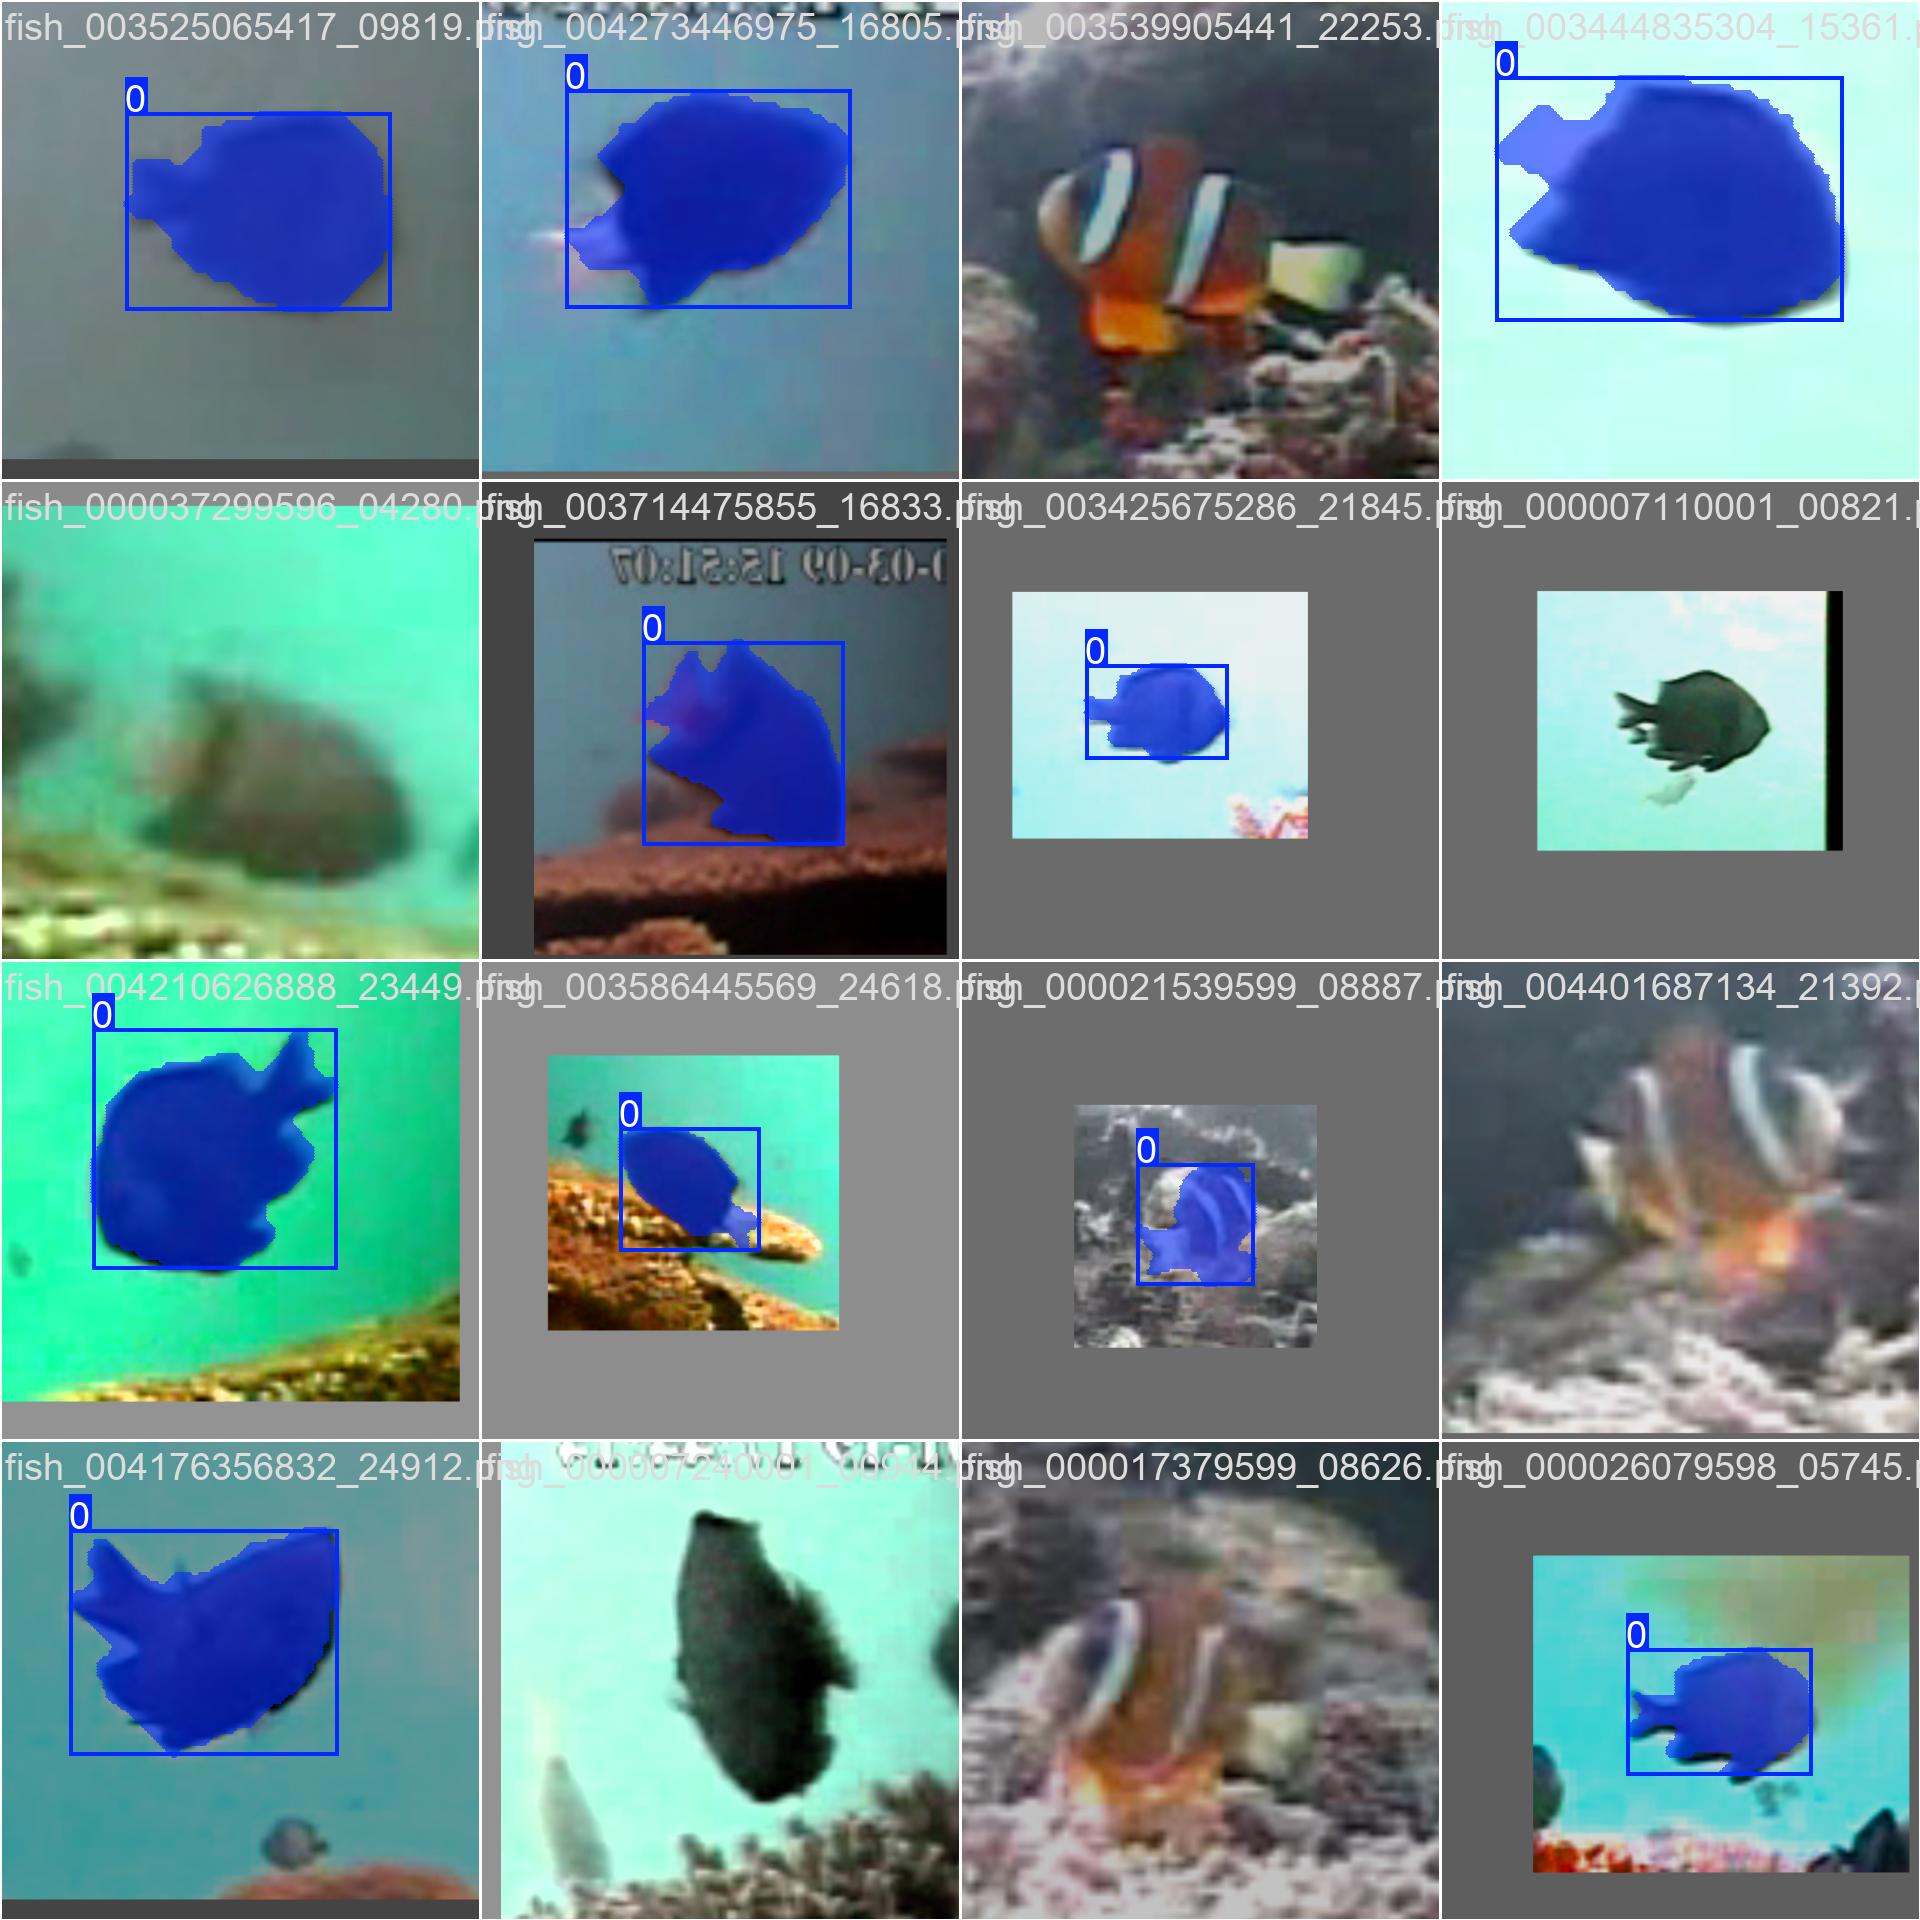 fish_003525065417_09819.png
fish_004273446975_16805.png
fish_003539905441_22253.png
fish_003444835304_15361.p
0
0
0
fish_000037299596_04280.png
fish_003714475855_16833.png
fish_003425675286_21845.png
fish_000007110001_00821.p
0-03-09 15:51:07
0
0
fish_004210626888_23449.png
fish_003586445569_24618.png
fish_000021539599_08887.png
fish_004401687134_21392.p
0
0
0
fish_004176356832_24912.png
fish_000007240001_00944.png
fish_000017379599_08626.png
fish_000026079598_05745.p
0
0